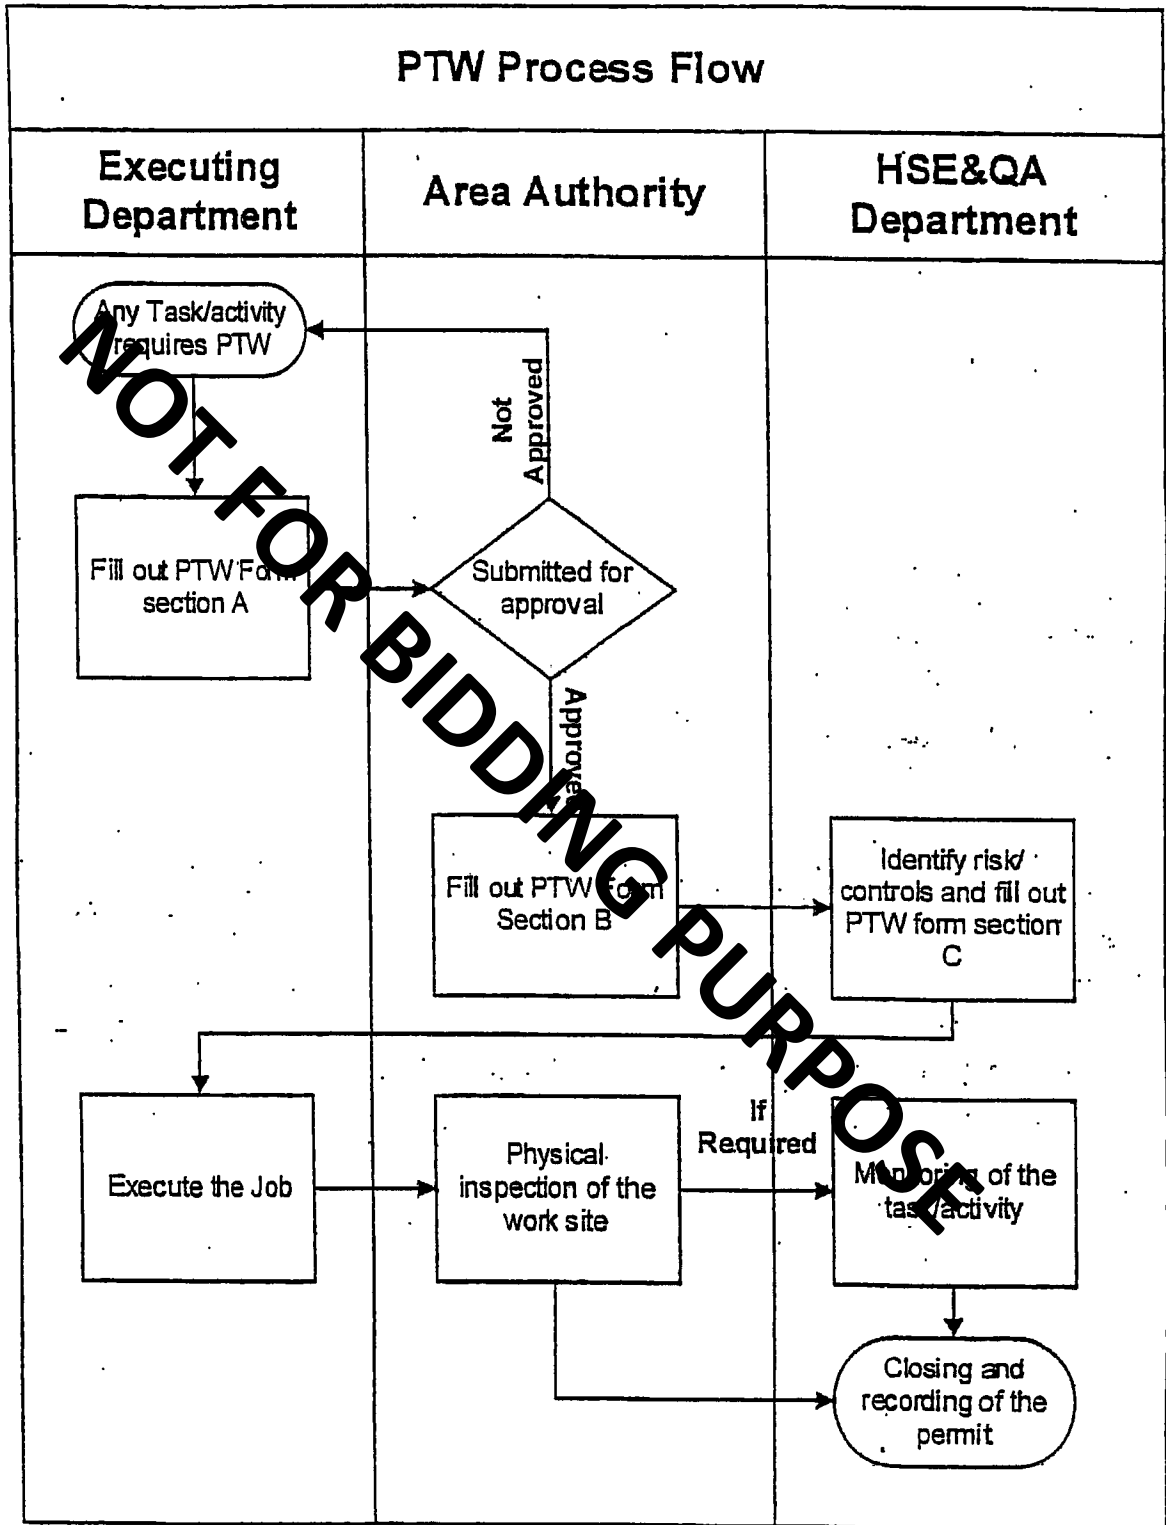 PTW Process Flow
Executing
Department
Area Authority
HSE&QA
Department
Any Task/activity
requires PTW
Not
Approved
Fill out PTW Form
section A
Submitted for
approval
Approved
Fill out PTW Form
Section B
Identify risk/
controls and fill out
PTW form section
C
Execute the Job
Physical
inspection of the
work site
If
Required
Monitoring of the
task/activity
Closing and
recording of the
permit
NOT FOR BIDDING PURPOSE